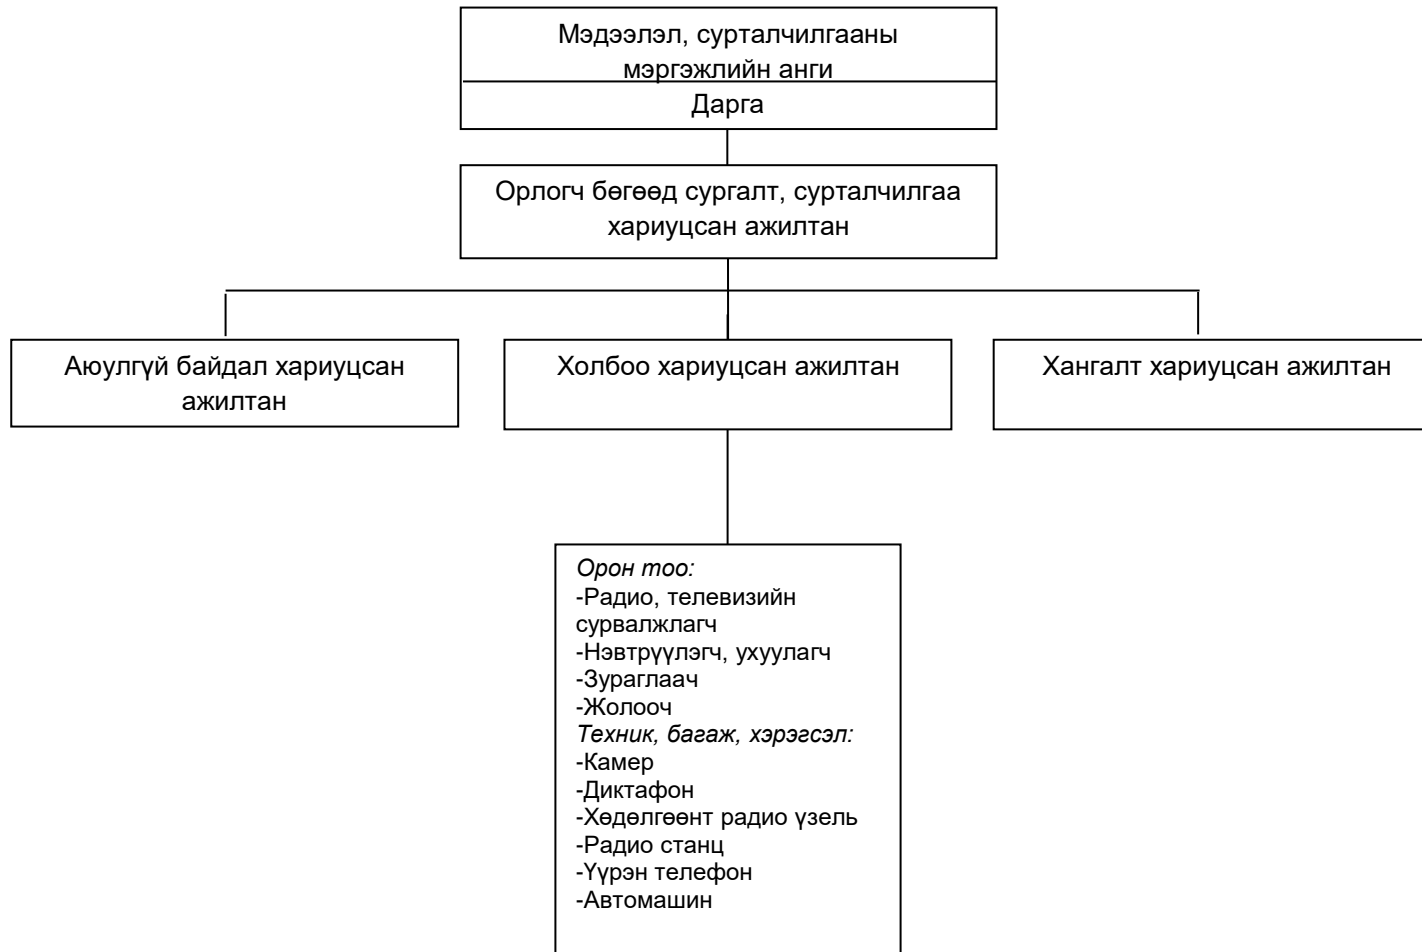 Мэдээлэл, сурталчилгааны
мэргэжлийн анги
Дарга
Орлогч бөгөөд сургалт, сурталчилгаа
хариуцсан ажилтан
Аюулгүй байдал хариуцсан
ажилтан
Холбоо хариуцсан ажилтан
Хангалт хариуцсан ажилтан
Орон тоо:
-Радио, телевизийн
сурвалжлагч
-Нэвтрүүлэгч, ухуулагч
-Зураглаач
-Жолооч
Техник, багаж, хэрэгсэл:
-Камер
-Диктафон
-Хөдөлгөөнт радио үзель
-Радио станц
-Үүрэн телефон
-Автомашин